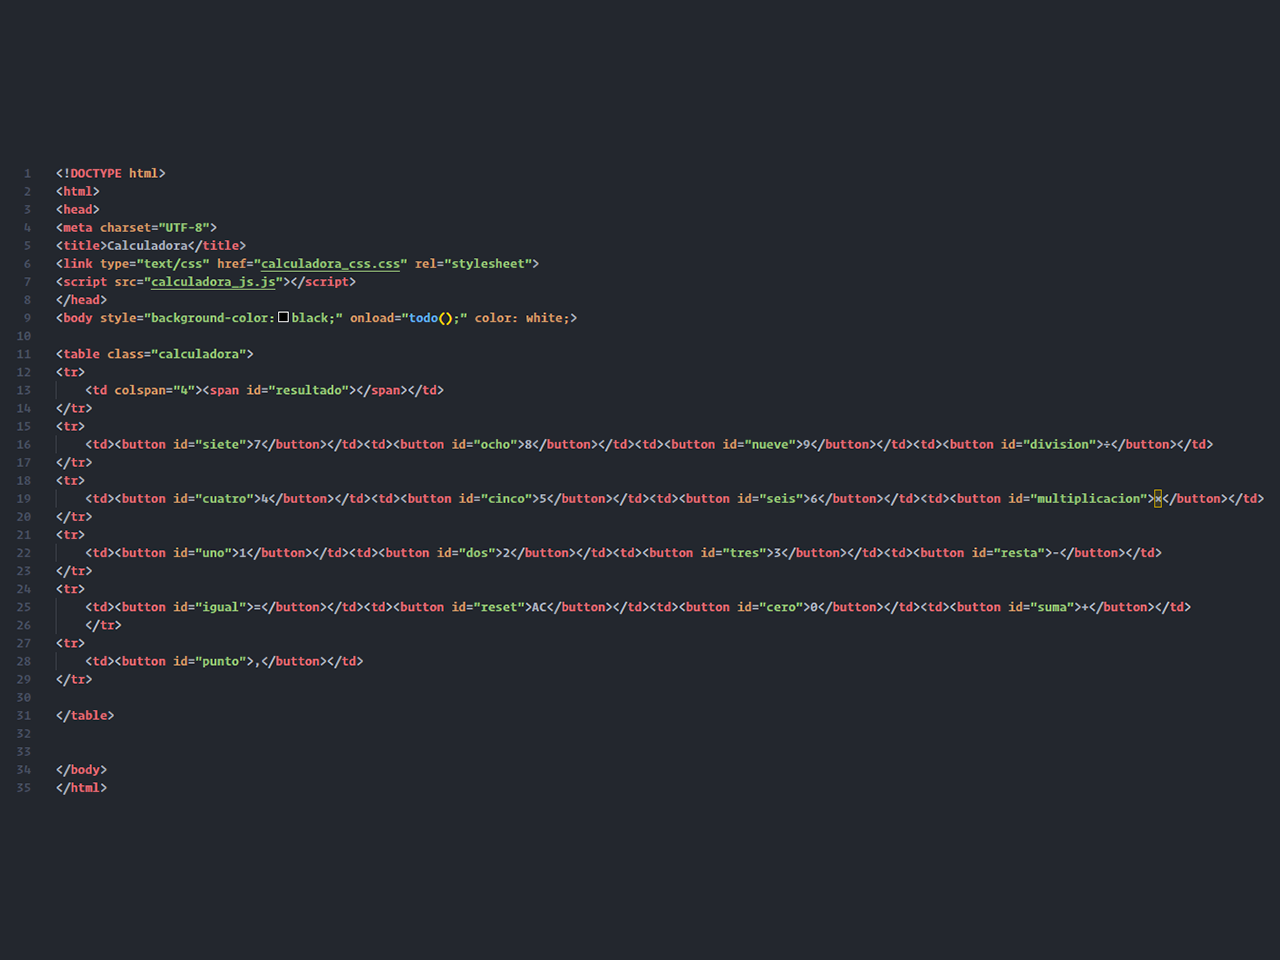 1 <!DOCTYPE html>
2 <html>
3 <head>
4 <meta charset="UTF-8">
5 <title>Calculadora</title>
6 <link type="text/css" href="calculadora_css.css" rel="stylesheet">
7 <script src="calculadora_js.js"></script>
8 </head>
9 <body style="background-color:black;" onload="todo();" color: white;>
10
11 <table class="calculadora">
12 <tr>
13 <td colspan="4"><span id="resultado"></span></td>
14 </tr>
15 <tr>
16 <td><button id="siete">7</button></td><td><button id="ocho">8</button></td><td><button id="nueve">9</button></td><td><button id="division">÷</button></td>
17 </tr>
18 <tr>
19 <td><button id="cuatro">4</button></td><td><button id="cinco">5</button></td><td><button id="seis">6</button></td><td><button id="multiplicacion">×</button></td>
20 </tr>
21 <tr>
22 <td><button id="uno">1</button></td><td><button id="dos">2</button></td><td><button id="tres">3</button></td><td><button id="resta">-</button></td>
23 </tr>
24 <tr>
25 <td><button id="igual">=</button></td><td><button id="reset">AC</button></td><td><button id="cero">0</button></td><td><button id="suma">+</button></td>
26 </tr>
27 <tr>
28 <td><button id="punto">,</button></td>
29 </tr>
30
31 </table>
32
33
34 </body>
35 </html>